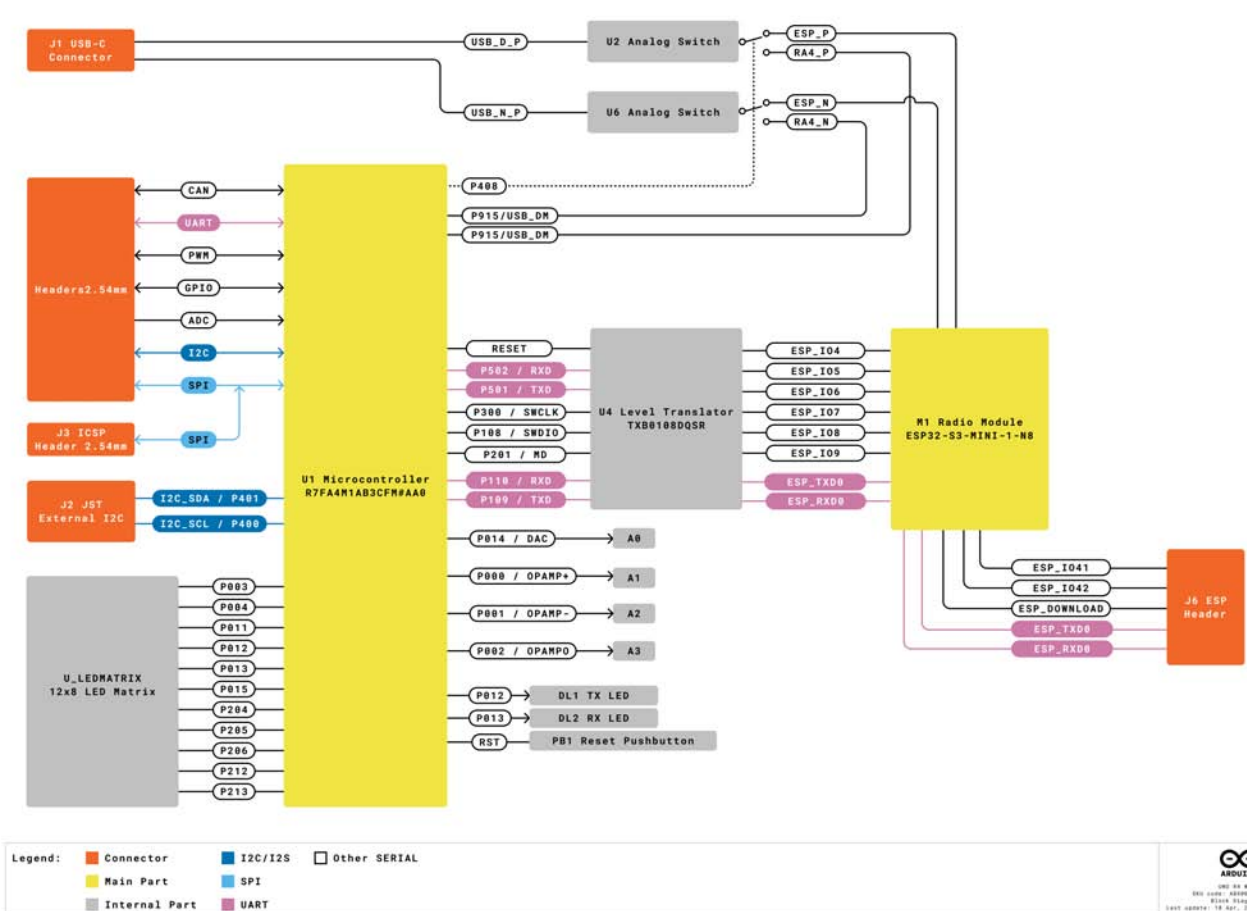 J1 USB-C
Connector
USB_D_P
U2 Analog Switch
ESP_P
RA4_P
USB_N_P
U6 Analog Switch
ESP_N
RA4_N
P408
P915/USB_DM
P915/USB_DM
Headers2.54mm
CAN
UART
PWM
GPIO
ADC
I2C
SPI
J3 ICSP
Header 2.54mm
SPI
J2 JST
External I2C
I2C_SDA / P401
I2C_SCL / P400
U1 Microcontroller
R7FA4M1AB3CFM#AA0
RESET
P502 / RXD
P501 / TXD
P300 / SWCLK
P108 / SWDIO
P201 / MD
P110 / RXD
P109 / TXD
U4 Level Translator
TXB0108DQSR
ESP_IO4
ESP_IO5
ESP_IO6
ESP_IO7
ESP_IO8
ESP_IO9
ESP_TXD0
ESP_RXD0
M1 Radio Module
ESP32-S3-MINI-1-N8
P014 / DAC
A0
P000 / OPAMP+
A1
P001 / OPAMP-
A2
P002 / OPAMPO
A3
ESP_IO41
ESP_IO42
ESP_DOWNLOAD
ESP_TXD0
ESP_RXD0
J6 ESP
Header
U_LEDMATRIX
12x8 LED Matrix
P003
P004
P011
P012
P013
P015
P204
P205
P206
P212
P213
P012
DL1 TX LED
P013
DL2 RX LED
RST
PB1 Reset Pushbutton
Legend:
Connector
Main Part
Internal Part
I2C/I2S
SPI
UART
Other SERIAL
SKU code:
Last update: 18 Apr,